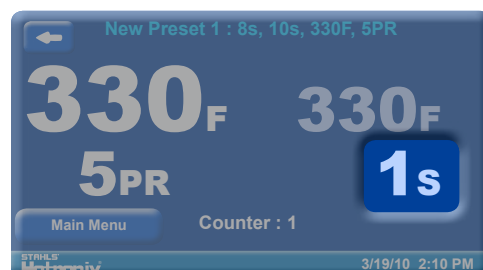 New Preset 1 : 8s, 10s, 330F, 5PR
330F 330F
5PR 1s
Main Menu Counter : 1
STAHLS'
Hotronix 3/19/10 2:10 PM